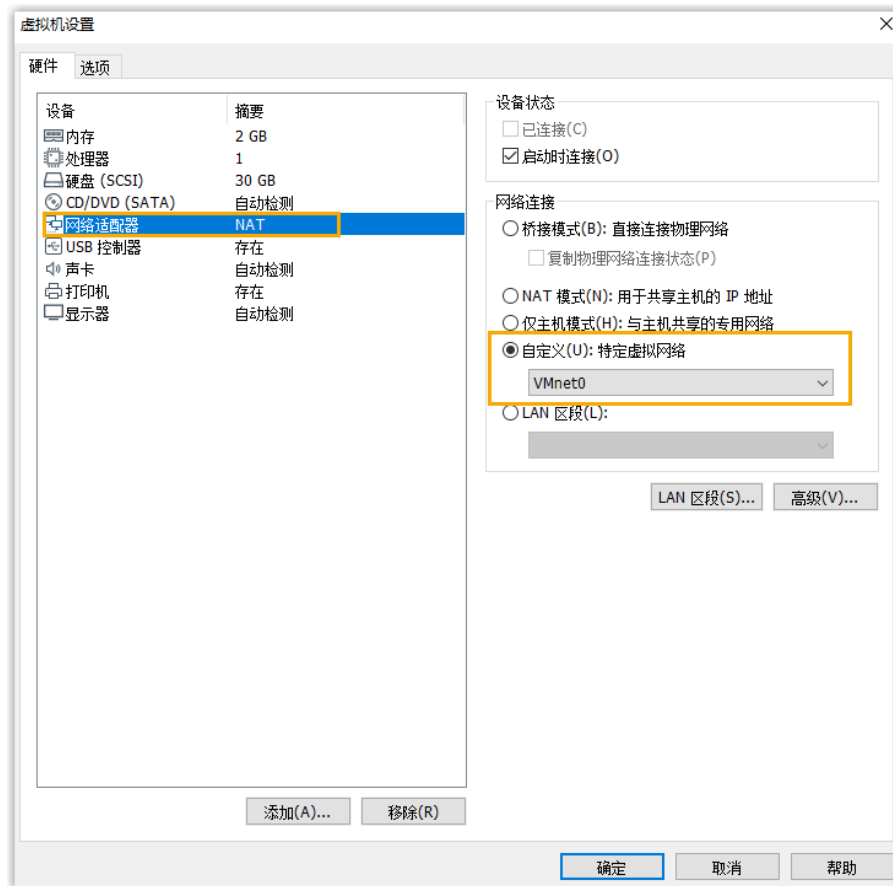 虚拟机设置
硬件 选项
设备 摘要
内存 2 GB
处理器 1
硬盘 (SCSI) 30 GB
CD/DVD (SATA) 自动检测
网络适配器 NAT
USB 控制器 存在
声卡 自动检测
打印机 存在
显示器 自动检测
添加(A)... 移除(R)
设备状态
已连接(C)
启动时连接(O)
网络连接
桥接模式(B): 直接连接物理网络
复制物理网络连接状态(P)
NAT 模式(N): 用于共享主机的 IP 地址
仅主机模式(H): 与主机共享的专用网络
自定义(U): 特定虚拟网络
VMnet0
LAN 区段(L):
LAN 区段(S)... 高级(V)...
确定 取消 帮助